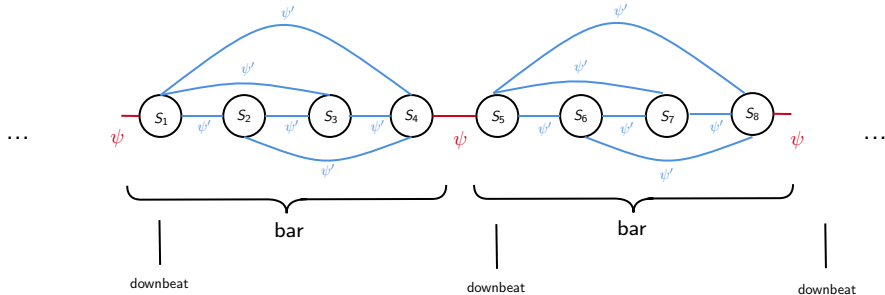 ψ′ ψ′
ψ′ ψ′
... S₁ S₂ S₃ S₄ S₅ S₆ S₇ S₈ ...
ψ ψ′ ψ′ ψ′ ψ ψ′ ψ′ ψ′ ψ
ψ′ ψ′
bar bar
downbeat downbeat downbeat